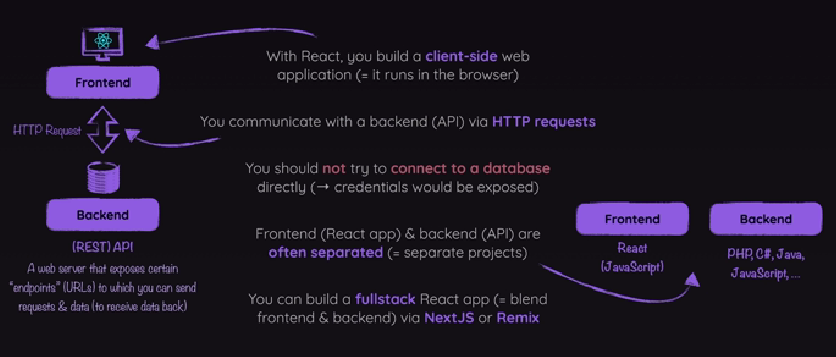 With React, you build a client-side web
application (= it runs in the browser)
Frontend
HTTP Request
You communicate with a backend (API) via HTTP requests
You should not try to connect to a database
directly (→ credentials would be exposed)
Backend
(REST) API
A web server that exposes certain
"endpoints" (URLs) to which you can send
requests & data (to receive data back)
Frontend (React app) & backend (API) are
often separated (= separate projects)
Frontend
React
(JavaScript)
Backend
PHP, C#, Java,
JavaScript, ....
You can build a fullstack React app (= blend
frontend & backend) via NextJS or Remix